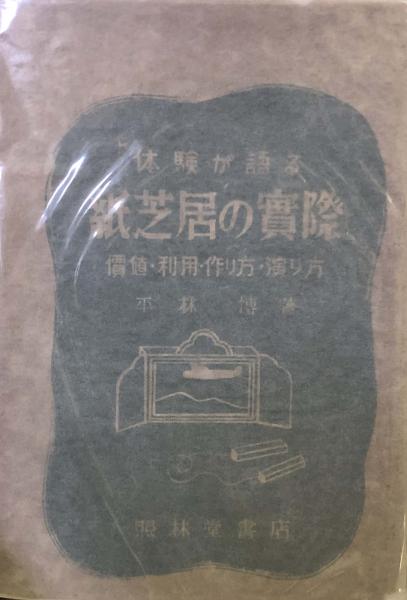 体験が語る
紙芝居の實際
價値・利用・作り方・演り方
平林 博著
照林堂書店